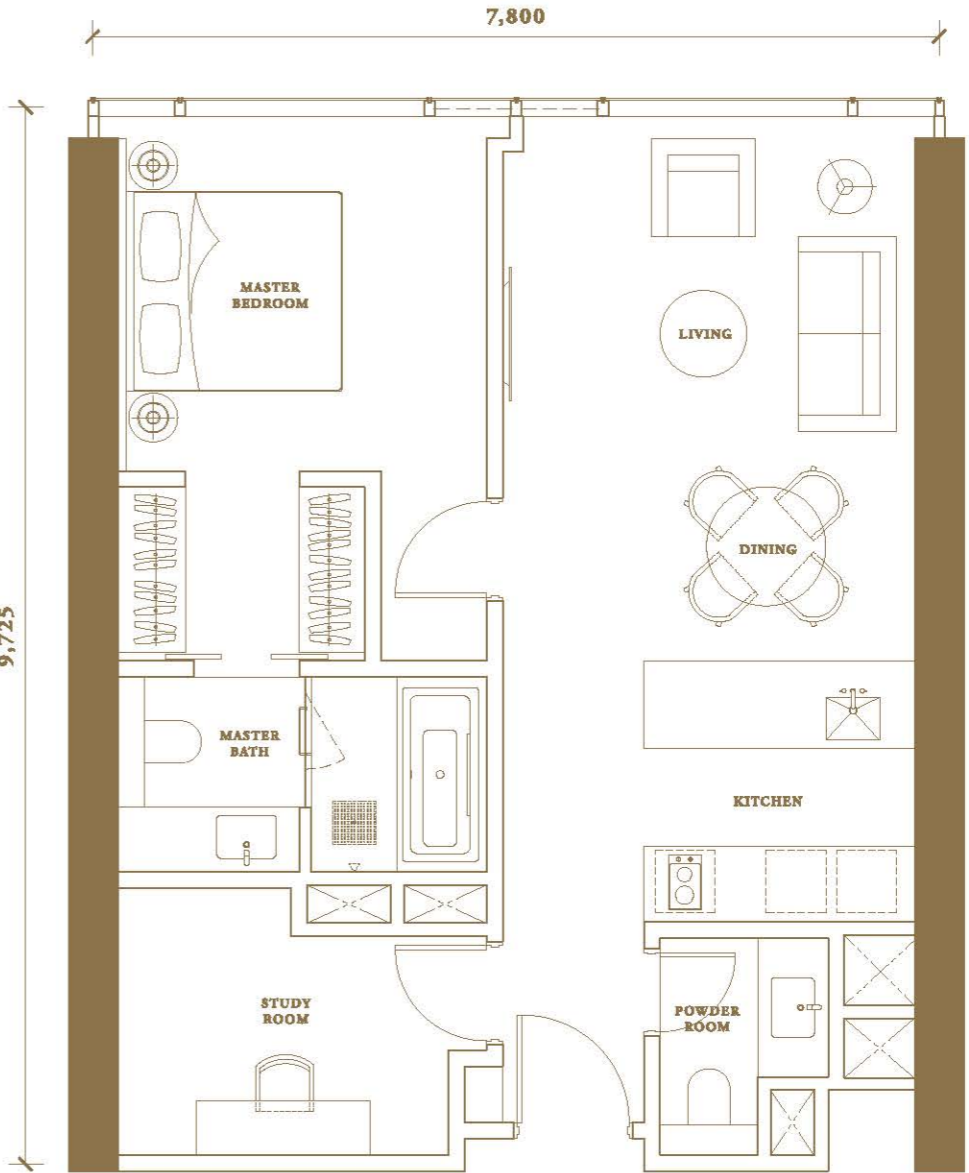 7,800
MASTER
BEDROOM
LIVING
DINING
9,725
MASTER
BATH
KITCHEN
STUDY
ROOM
POWDER
ROOM